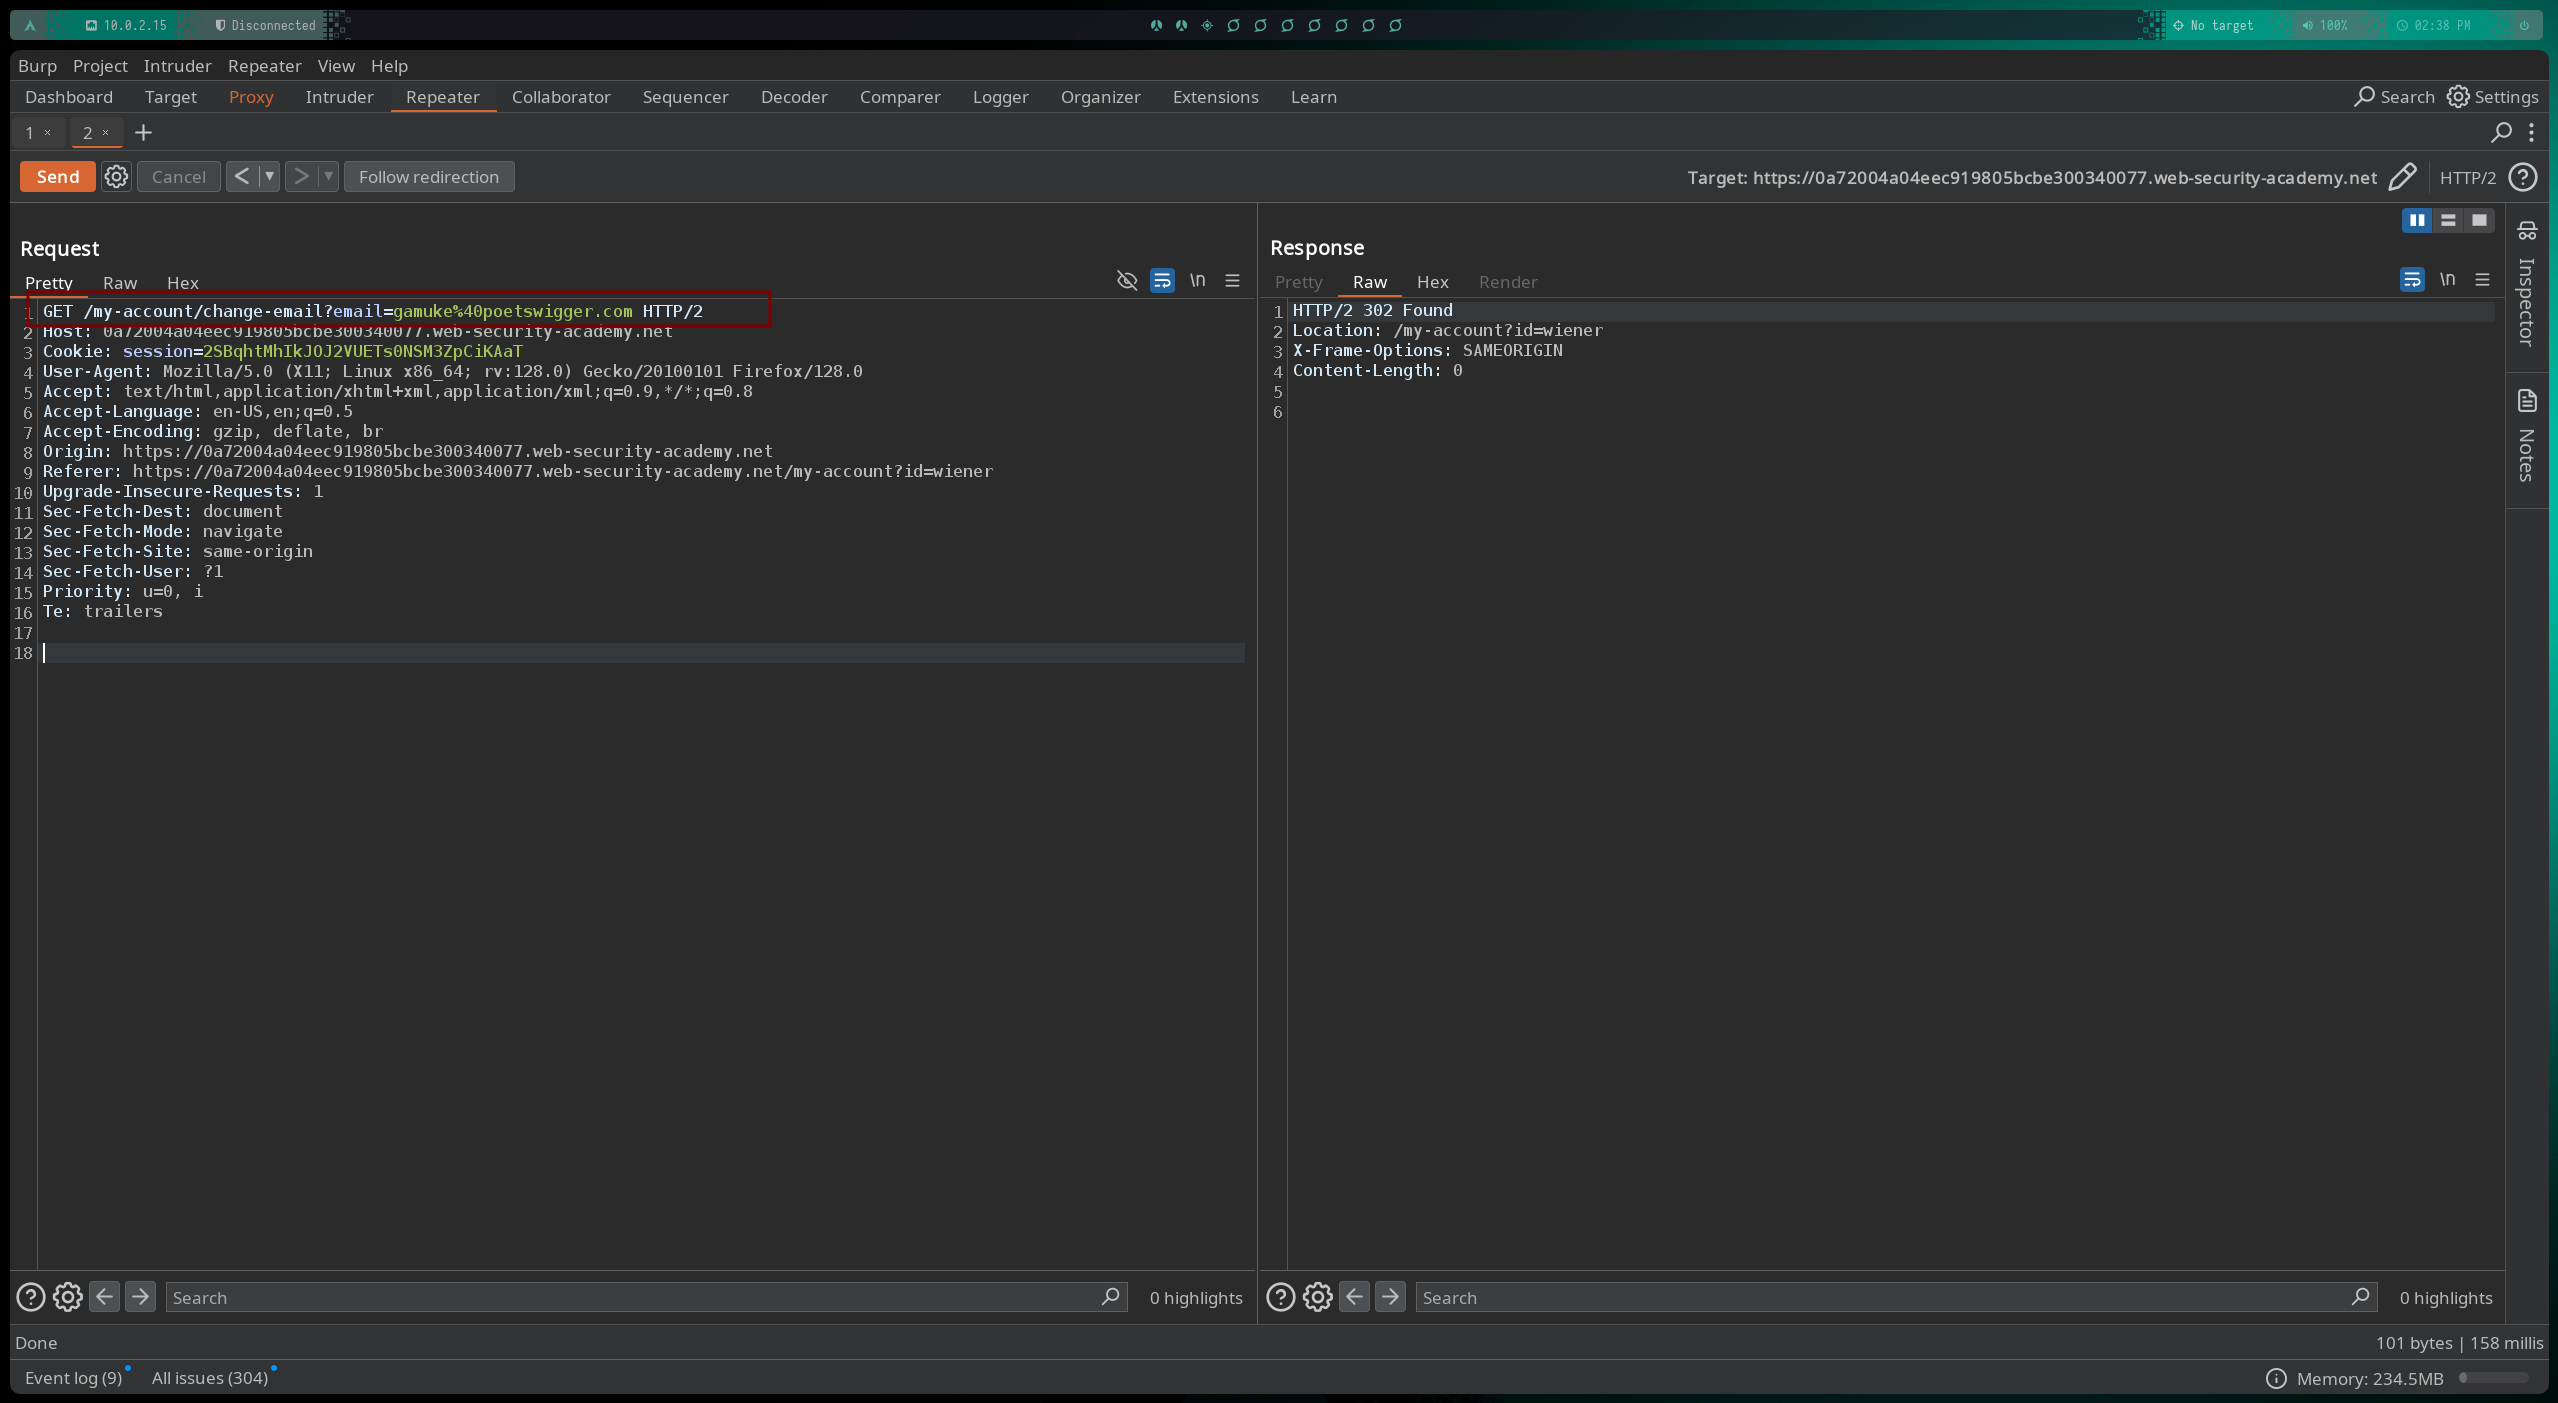 10.0.2.15 Disconnected No target 100% 02:38 PM
Burp Project Intruder Repeater View Help
Dashboard Target Proxy Intruder Repeater Collaborator Sequencer Decoder Comparer Logger Organizer Extensions Learn Search Settings
1 × 2 × +
Send Cancel < > Follow redirection Target: https://0a72004a04eec919805bcbe300340077.web-security-academy.net HTTP/2
Request
Pretty Raw Hex \n
1 GET /my-account/change-email?email=gamuke%40poetswigger.com HTTP/2
2 Host: 0a72004a04eec919805bcbe300340077.web-security-academy.net
3 Cookie: session=2SBqhtMhIkJOJ2VUETs0NSM3ZpCiKAaT
4 User-Agent: Mozilla/5.0 (X11; Linux x86_64; rv:128.0) Gecko/20100101 Firefox/128.0
5 Accept: text/html,application/xhtml+xml,application/xml;q=0.9,*/*;q=0.8
6 Accept-Language: en-US,en;q=0.5
7 Accept-Encoding: gzip, deflate, br
8 Origin: https://0a72004a04eec919805bcbe300340077.web-security-academy.net
9 Referer: https://0a72004a04eec919805bcbe300340077.web-security-academy.net/my-account?id=wiener
10 Upgrade-Insecure-Requests: 1
11 Sec-Fetch-Dest: document
12 Sec-Fetch-Mode: navigate
13 Sec-Fetch-Site: same-origin
14 Sec-Fetch-User: ?1
15 Priority: u=0, i
16 Te: trailers
17
18
Response
Pretty Raw Hex Render \n
1 HTTP/2 302 Found
2 Location: /my-account?id=wiener
3 X-Frame-Options: SAMEORIGIN
4 Content-Length: 0
5
6
Inspector
Notes
Search 0 highlights
Search 0 highlights
Done 101 bytes | 158 millis
Event log (9) All issues (304) Memory: 234.5MB